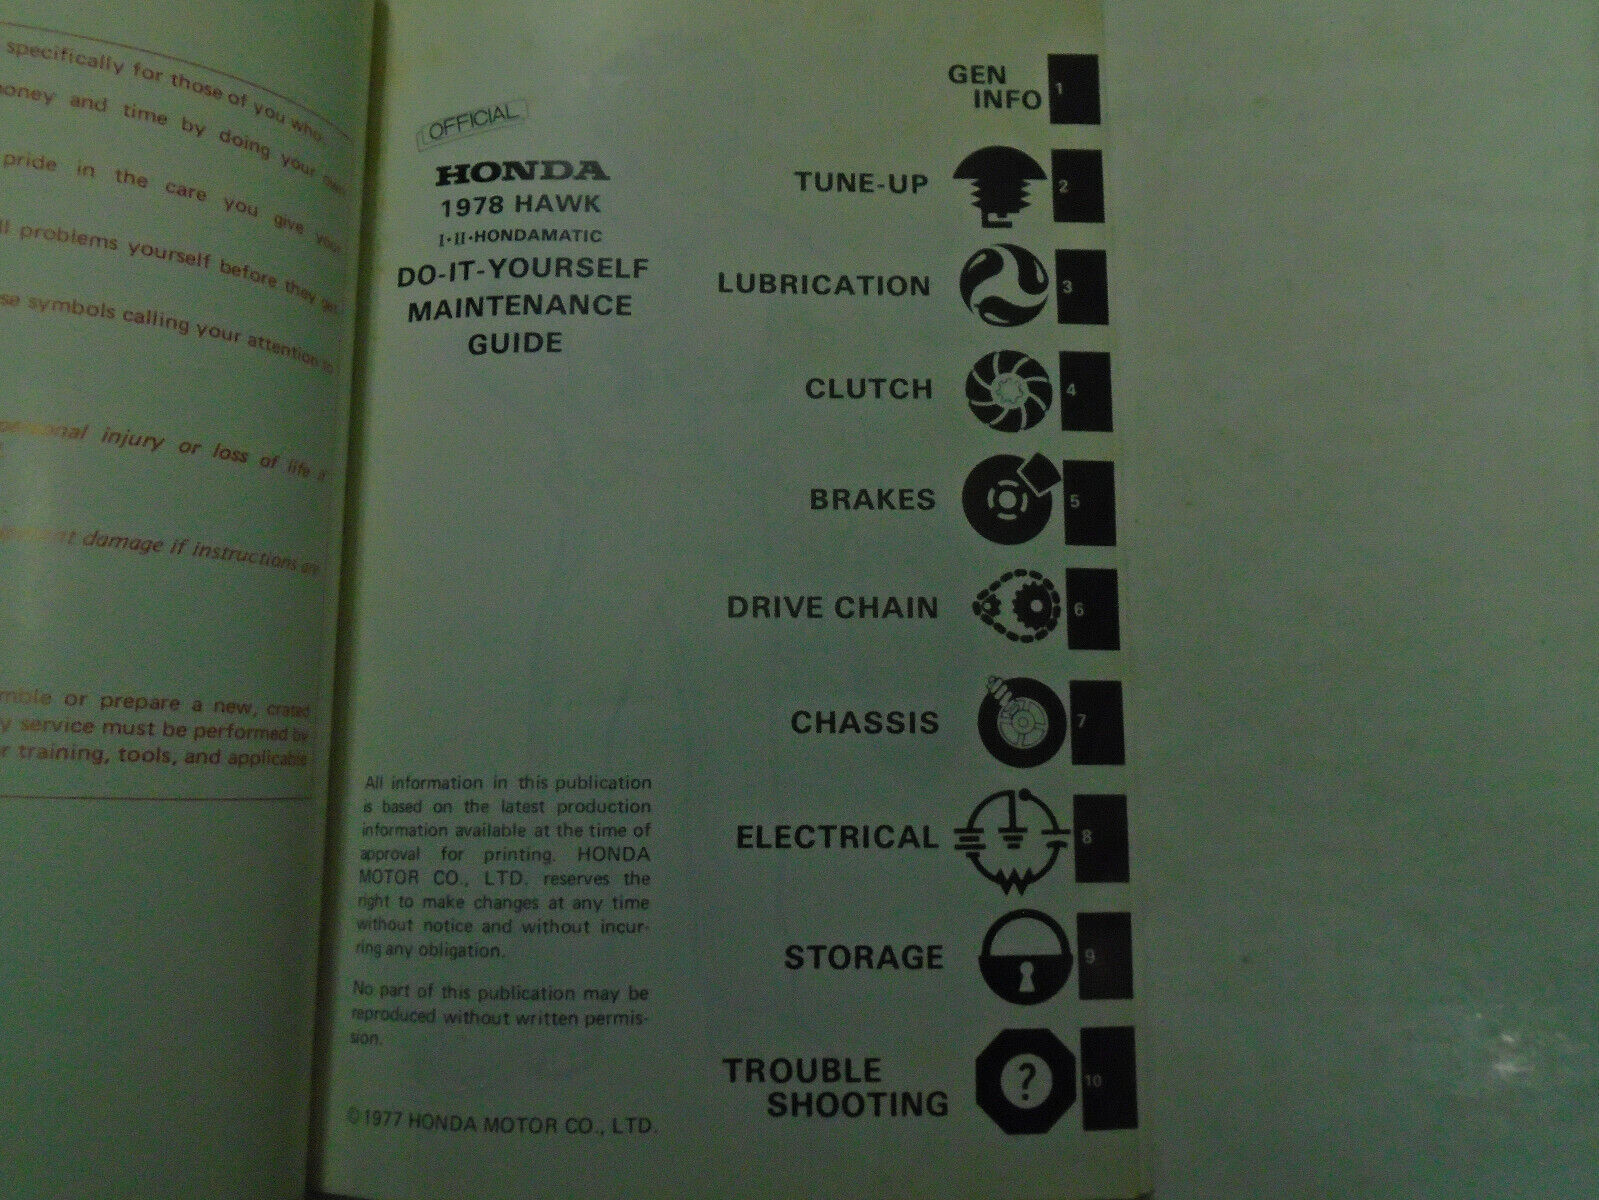 specifically for those of you who
and time by doing your own
pride in the care you give your
problems yourself before they get
symbols calling your attention to
personal injury or loss of life if
damage if instructions are
or prepare a new, crated
service must be performed by
training, tools, and applicable
OFFICIAL
HONDA
1978 HAWK
I·II·HONDAMATIC
DO-IT-YOURSELF
MAINTENANCE
GUIDE
All information in this publication
is based on the latest production
information available at the time of
approval for printing. HONDA
MOTOR CO., LTD. reserves the
right to make changes at any time
without notice and without incur-
ring any obligation.
No part of this publication may be
reproduced without written permis-
sion.
©1977 HONDA MOTOR CO., LTD.
GEN
INFO 1
TUNE-UP 2
LUBRICATION 3
CLUTCH 4
BRAKES 5
DRIVE CHAIN 6
CHASSIS 7
ELECTRICAL 8
STORAGE 9
TROUBLE
SHOOTING ? 10